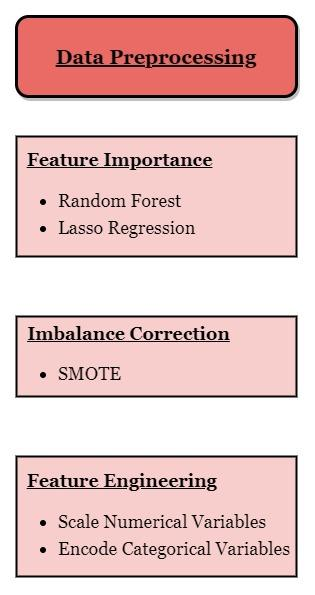 Data Preprocessing
Feature Importance
• Random Forest
• Lasso Regression
Imbalance Correction
• SMOTE
Feature Engineering
• Scale Numerical Variables
• Encode Categorical Variables